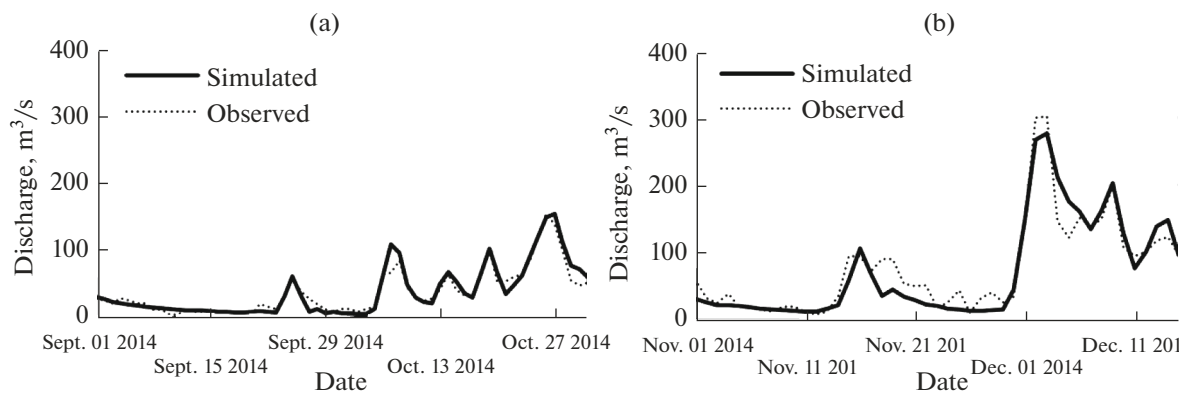 (a)
400
300
200
100
0
Discharge, m³/s
Simulated
Observed
Sept. 01 2014
Sept. 15 2014
Sept. 29 2014
Oct. 13 2014
Oct. 27 2014
Date
(b)
400
300
200
100
0
Discharge, m³/s
Simulated
Observed
Nov. 01 2014
Nov. 11 201
Nov. 21 201
Dec. 01 2014
Dec. 11 201
Date